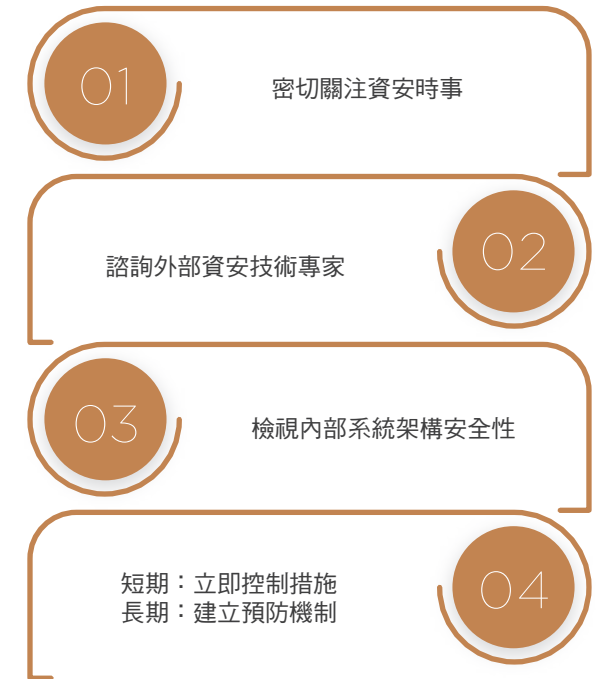 01
密切關注資安時事
02
諮詢外部資安技術專家
03
檢視內部系統架構安全性
04
短期：立即控制措施
長期：建立預防機制